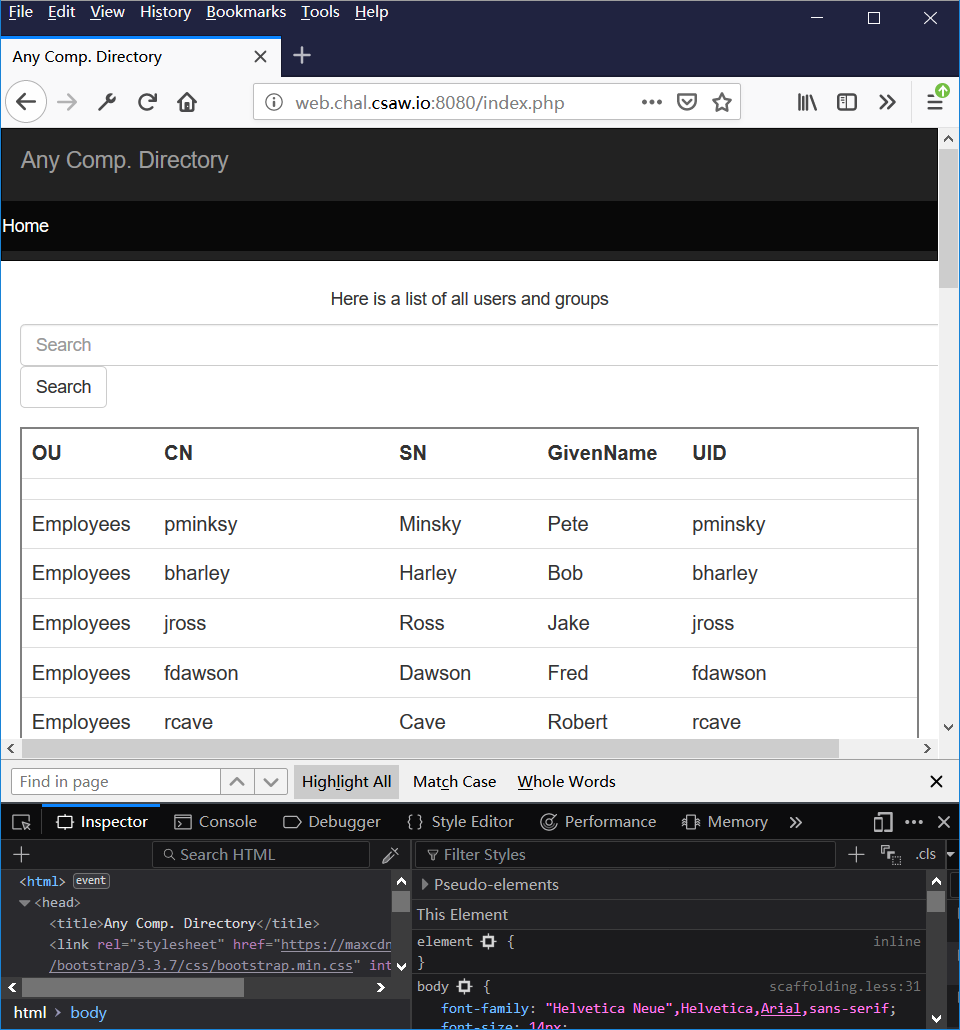 File Edit View History Bookmarks Tools Help
Any Comp. Directory
web.chal.csaw.io:8080/index.php
Any Comp. Directory
Home
Here is a list of all users and groups
Search
Search
OU CN SN GivenName UID
Employees pminksy Minsky Pete pminsky
Employees bharley Harley Bob bharley
Employees jross Ross Jake jross
Employees fdawson Dawson Fred fdawson
Employees rcave Cave Robert rcave
Find in page Highlight All Match Case Whole Words
Inspector Console Debugger {} Style Editor Performance Memory
Search HTML Filter Styles .cls
<html> event
<head>
<title>Any Comp. Directory</title>
<link rel="stylesheet" href="https://maxcdn
/bootstrap/3.3.7/css/bootstrap.min.css" int
html body
Pseudo-elements
This Element
element { inline
}
body { scaffolding.less:31
font-family: "Helvetica Neue",Helvetica,Arial,sans-serif;
font-size: 14px;